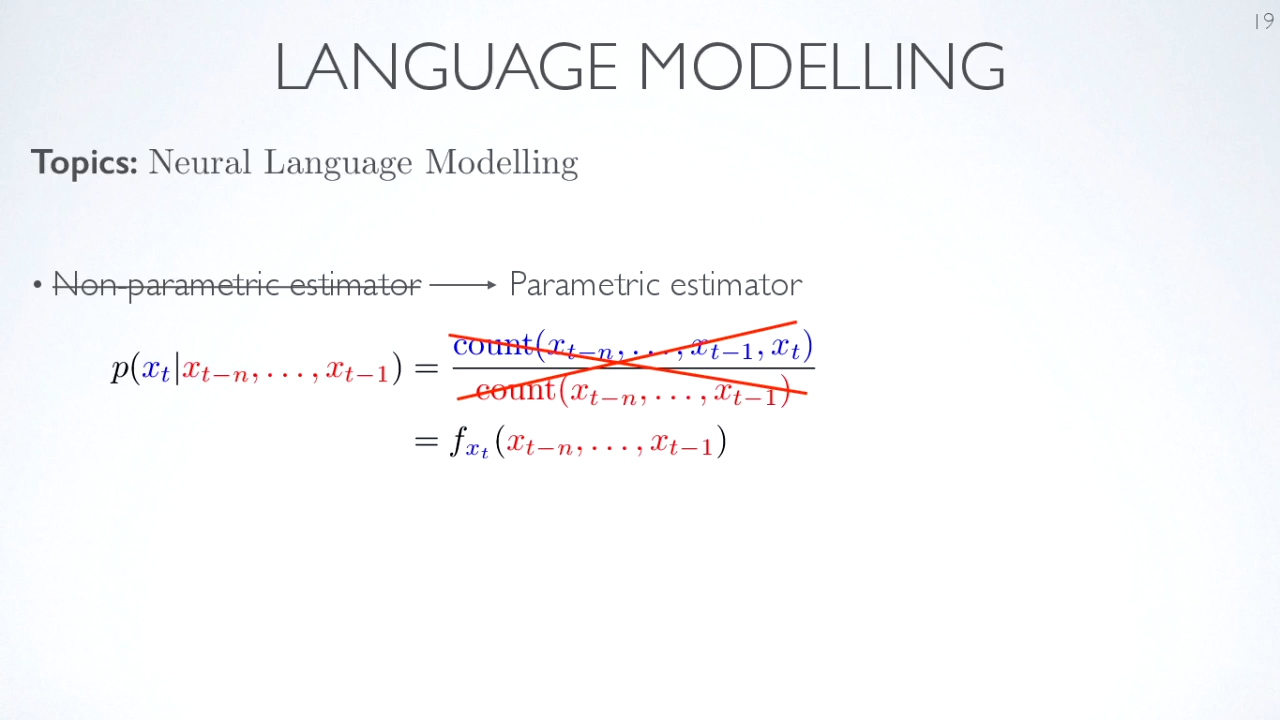 19
LANGUAGE MODELLING
Topics: Neural Language Modelling
• Non-parametric estimator ⟶ Parametric estimator
p(x_t|x_{t−n}, . . . , x_{t−1}) = count(x_{t−n}, . . . , x_{t−1}, x_t) / count(x_{t−n}, . . . , x_{t−1})
= f_{x_t}(x_{t−n}, . . . , x_{t−1})